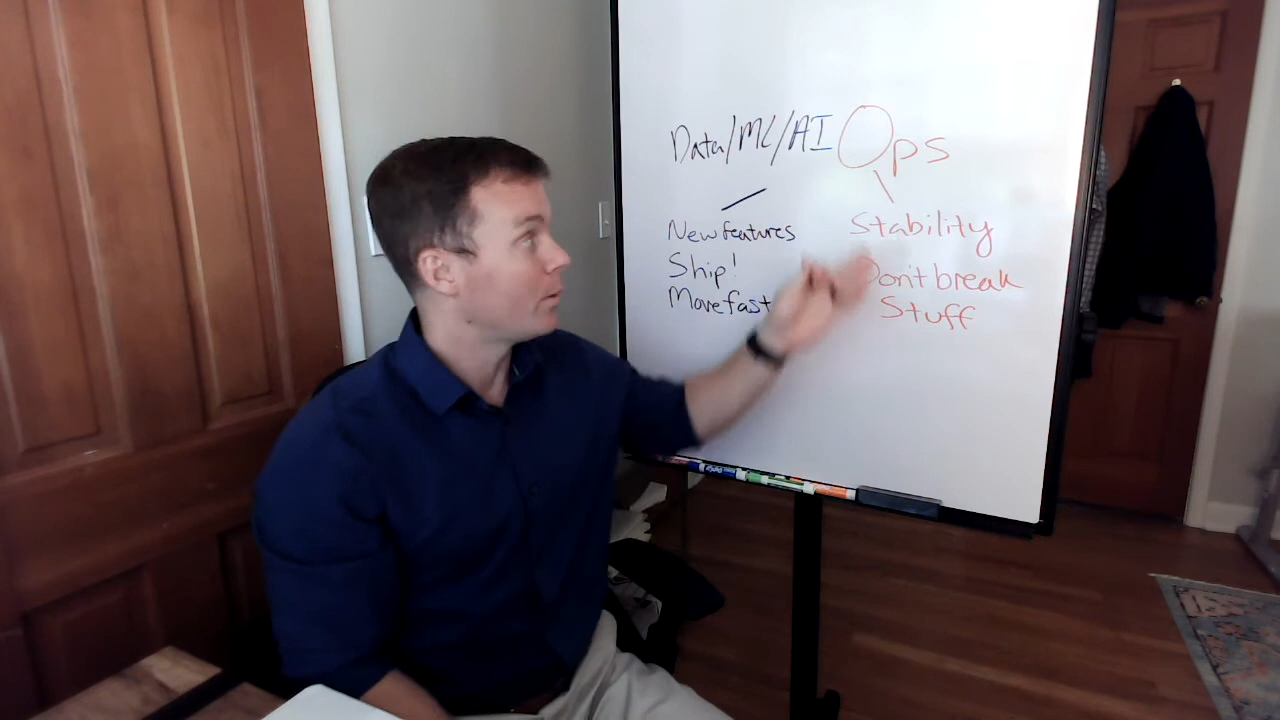 Data/ML/AI Ops
New features
Ship!
Move fast
Stability
Don't break
Stuff